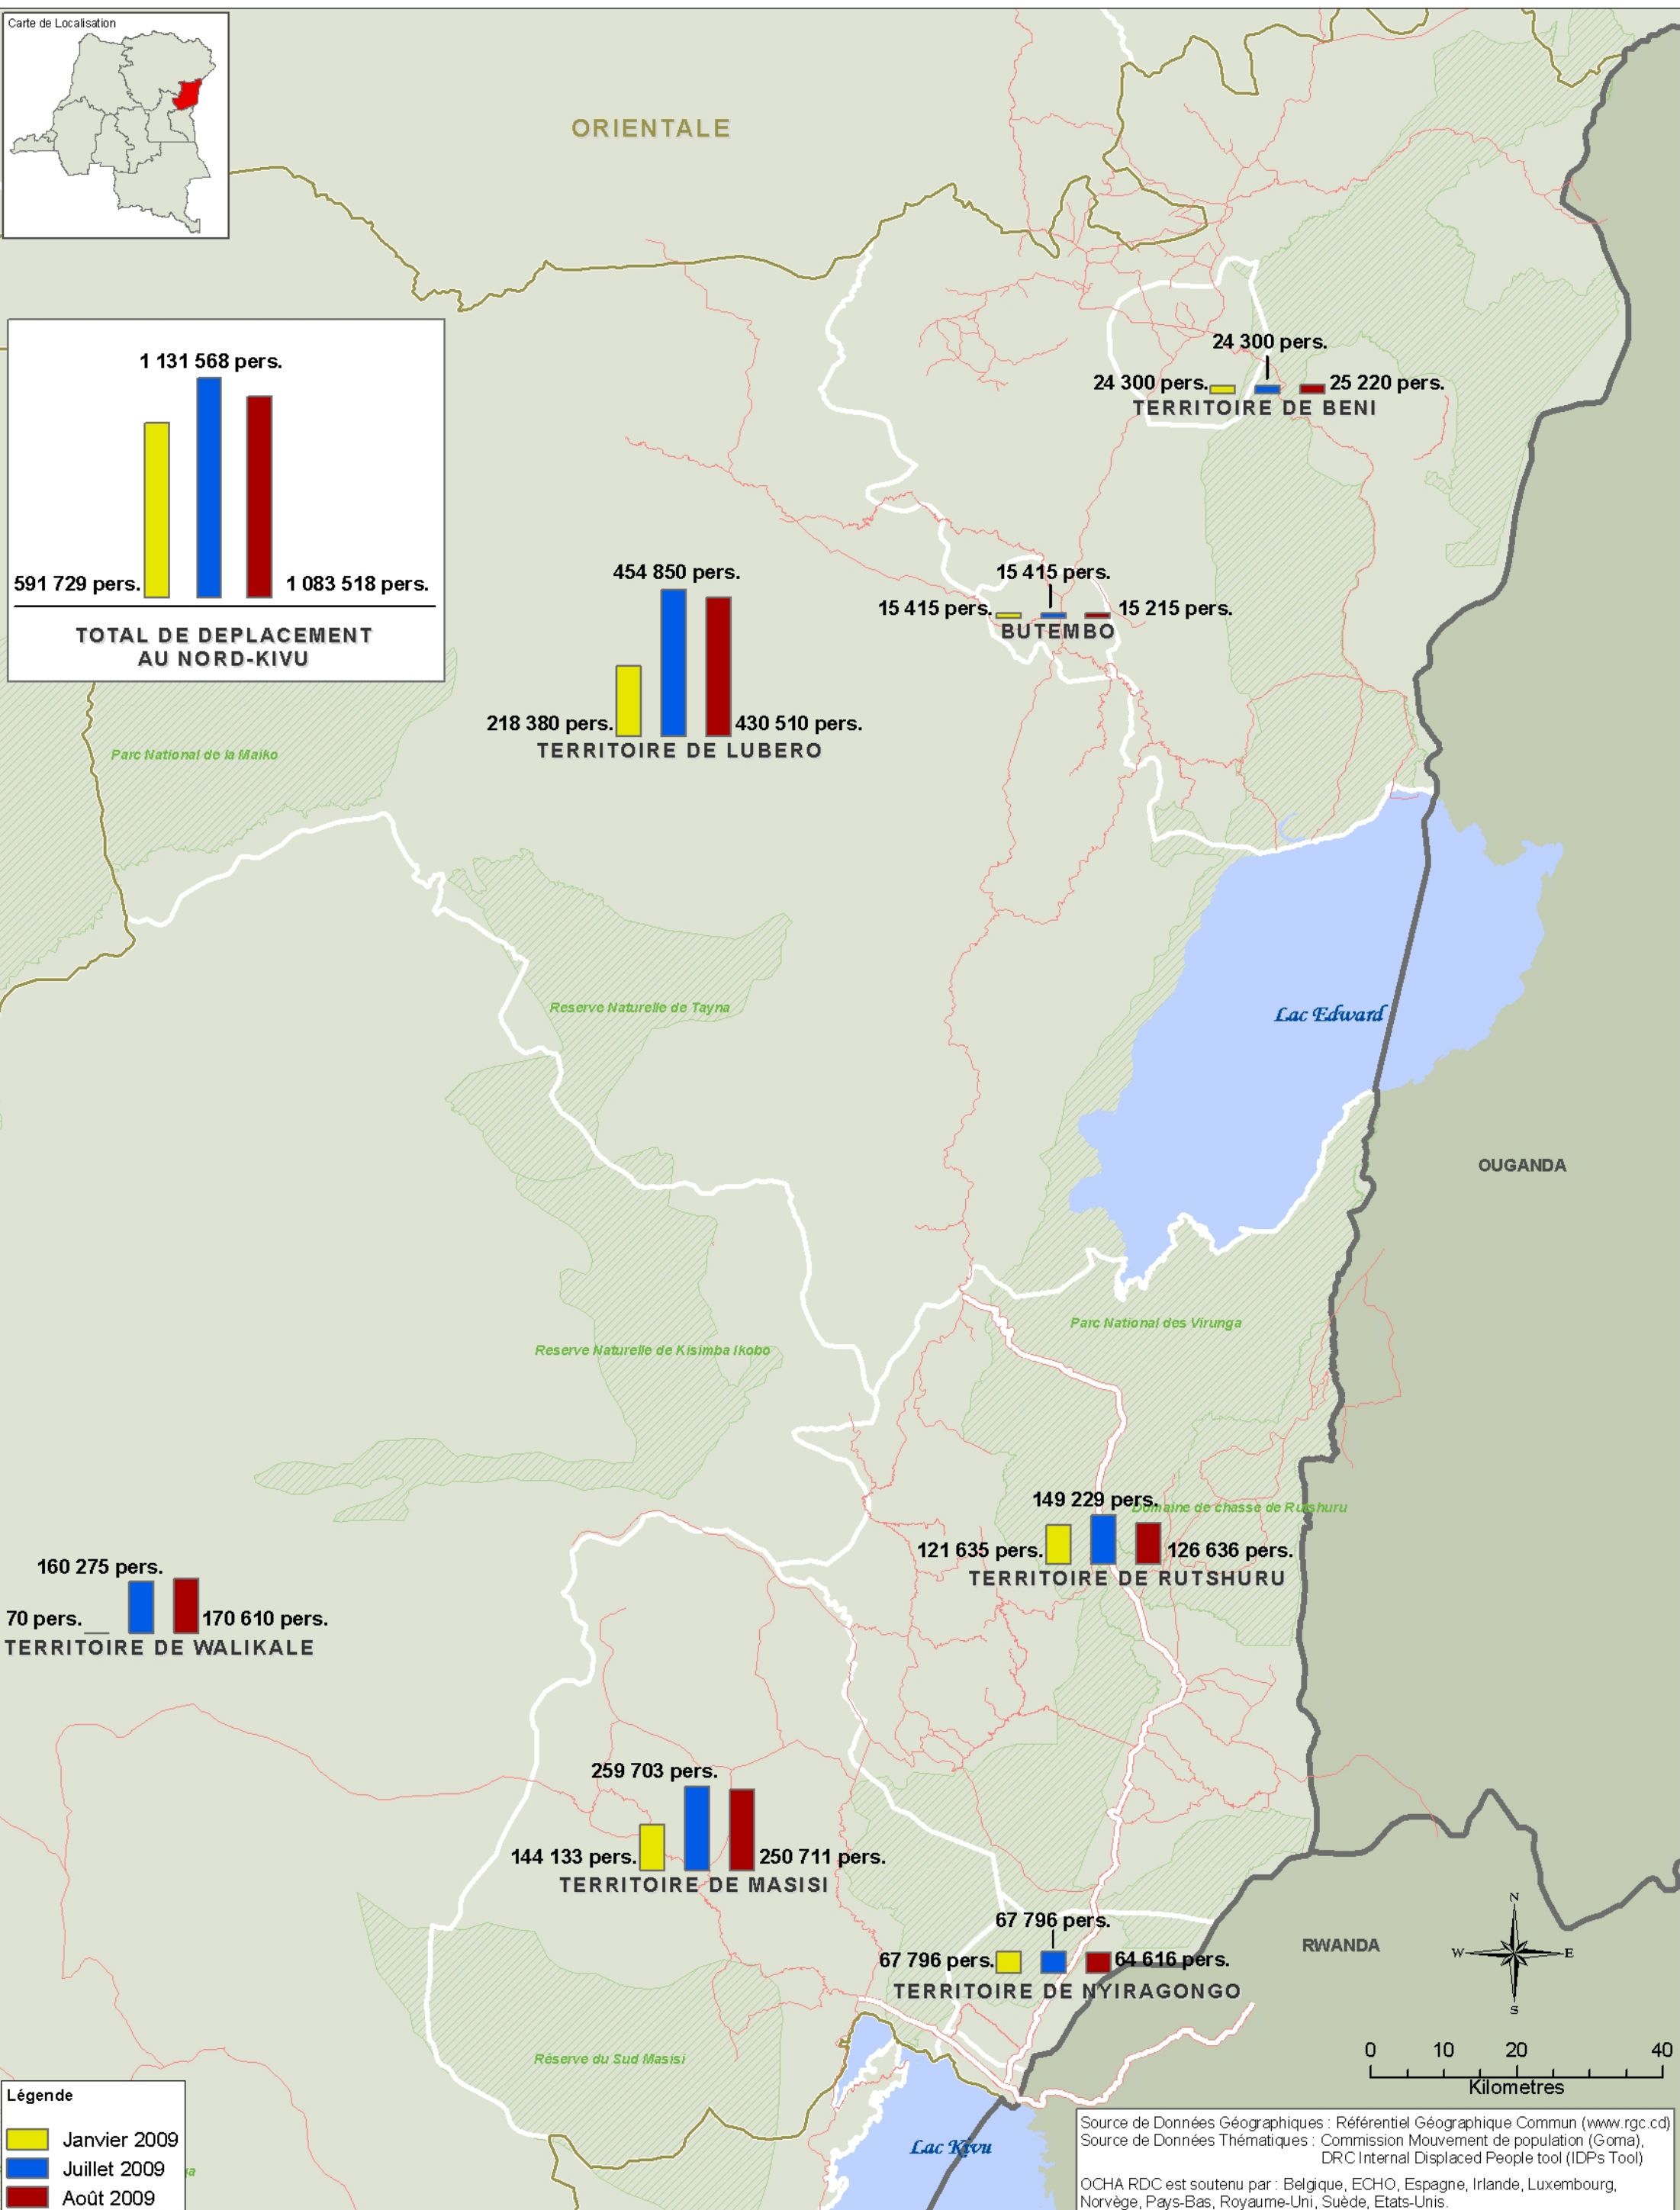 Carte de Localisation
ORIENTALE
1 131 568 pers.
591 729 pers.
1 083 518 pers.
TOTAL DE DEPLACEMENT
AU NORD-KIVU
24 300 pers.
24 300 pers.
25 220 pers.
TERRITOIRE DE BENI
454 850 pers.
218 380 pers.
430 510 pers.
TERRITOIRE DE LUBERO
15 415 pers.
15 415 pers.
15 215 pers.
BUTEMBO
Parc National de la Maiko
Reserve Naturelle de Tayna
Lac Edward
OUGANDA
Parc National des Virunga
Reserve Naturelle de Kisimba Ikobo
149 229 pers.
Domaine de chasse de Rutshuru
121 635 pers.
126 636 pers.
TERRITOIRE DE RUTSHURU
160 275 pers.
70 pers.
170 610 pers.
TERRITOIRE DE WALIKALE
259 703 pers.
144 133 pers.
250 711 pers.
TERRITOIRE DE MASISI
67 796 pers.
67 796 pers.
64 616 pers.
TERRITOIRE DE NYIRAGONGO
RWANDA
N
W
E
S
Réserve du Sud Masisi
0 10 20 40
Kilometres
Lac Kivu
Légende
Janvier 2009
Juillet 2009
Août 2009
Source de Données Géographiques : Référentiel Géographique Commun (www.rgc.cd)
Source de Données Thématiques : Commission Mouvement de population (Goma),
DRC Internal Displaced People tool (IDPs Tool)
OCHA RDC est soutenu par : Belgique, ECHO, Espagne, Irlande, Luxembourg,
Norvège, Pays-Bas, Royaume-Uni, Suède, Etats-Unis.